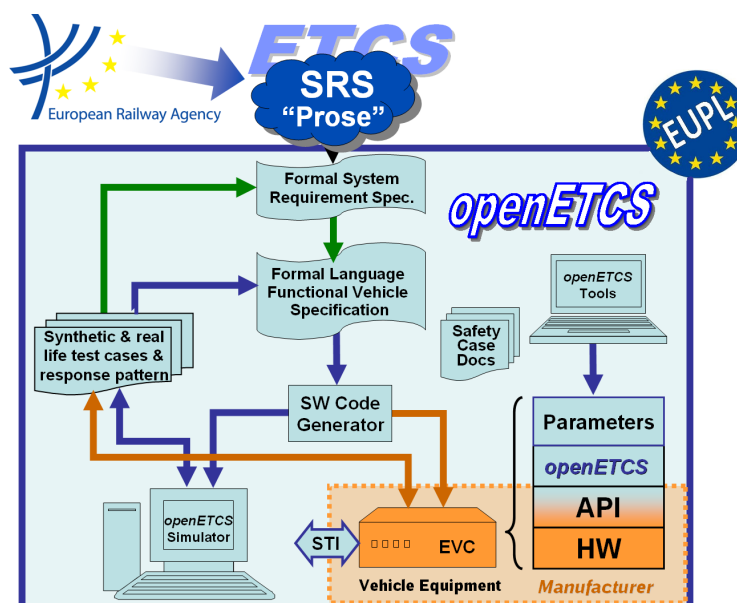 ETCS
SRS
“Prose”
European Railway Agency
EUPL
Formal System
Requirement Spec.
openETCS
Formal Language
Functional Vehicle
Specification
openETCS
Tools
Synthetic & real
life test cases &
response pattern
Safety
Case
Docs
SW Code
Generator
Parameters
openETCS
API
HW
openETCS
Simulator
STI
EVC
Vehicle Equipment
Manufacturer